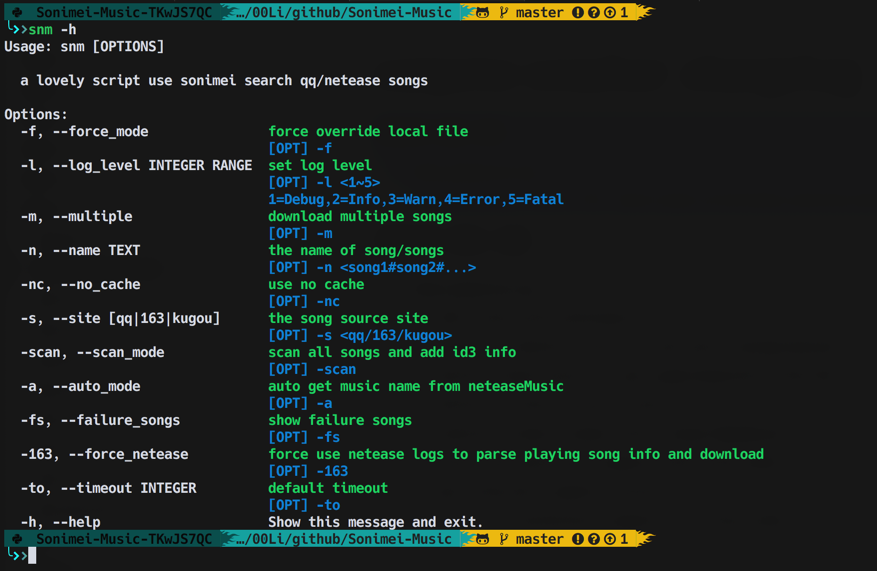 Sonimei-Music-TKwJS7QC …/00Li/github/Sonimei-Music master 1
snm -h
Usage: snm [OPTIONS]
a lovely script use sonimei search qq/netease songs
Options:
-f, --force_mode force override local file
[OPT] -f
-l, --log_level INTEGER RANGE set log level
[OPT] -l <1~5>
1=Debug,2=Info,3=Warn,4=Error,5=Fatal
-m, --multiple download multiple songs
[OPT] -m
-n, --name TEXT the name of song/songs
[OPT] -n <song1#song2#...>
-nc, --no_cache use no cache
[OPT] -nc
-s, --site [qq|163|kugou] the song source site
[OPT] -s <qq/163/kugou>
-scan, --scan_mode scan all songs and add id3 info
[OPT] -scan
-a, --auto_mode auto get music name from neteaseMusic
[OPT] -a
-fs, --failure_songs show failure songs
[OPT] -fs
-163, --force_netease force use netease logs to parse playing song info and download
[OPT] -163
-to, --timeout INTEGER default timeout
[OPT] -to
-h, --help Show this message and exit.
Sonimei-Music-TKwJS7QC …/00Li/github/Sonimei-Music master 1